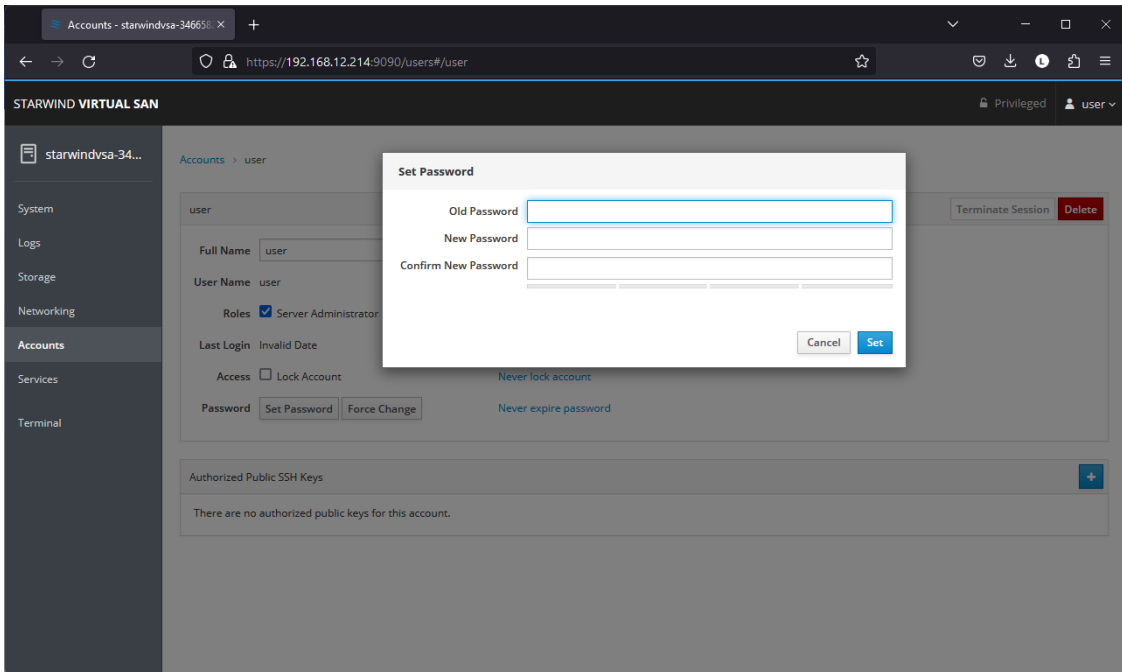 Accounts - starwindvsa-346658
https://192.168.12.214:9090/users#/user
STARWIND VIRTUAL SAN
Privileged
user
starwindvsa-34...
System
Logs
Storage
Networking
Accounts
Services
Terminal
Accounts > user
user
Terminate Session
Delete
Full Name user
User Name user
Roles Server Administrator
Last Login Invalid Date
Access Lock Account Never lock account
Password Set Password Force Change Never expire password
Set Password
Old Password
New Password
Confirm New Password
Cancel Set
Authorized Public SSH Keys
There are no authorized public keys for this account.